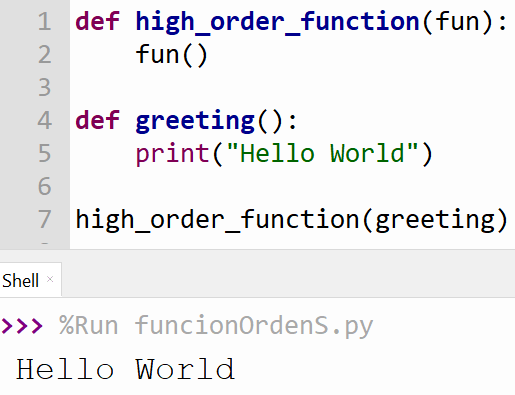 1 def high_order_function(fun):
2     fun()
3
4 def greeting():
5     print("Hello World")
6
7 high_order_function(greeting)
Shell ×
>>> %Run funcionOrdenS.py
Hello World